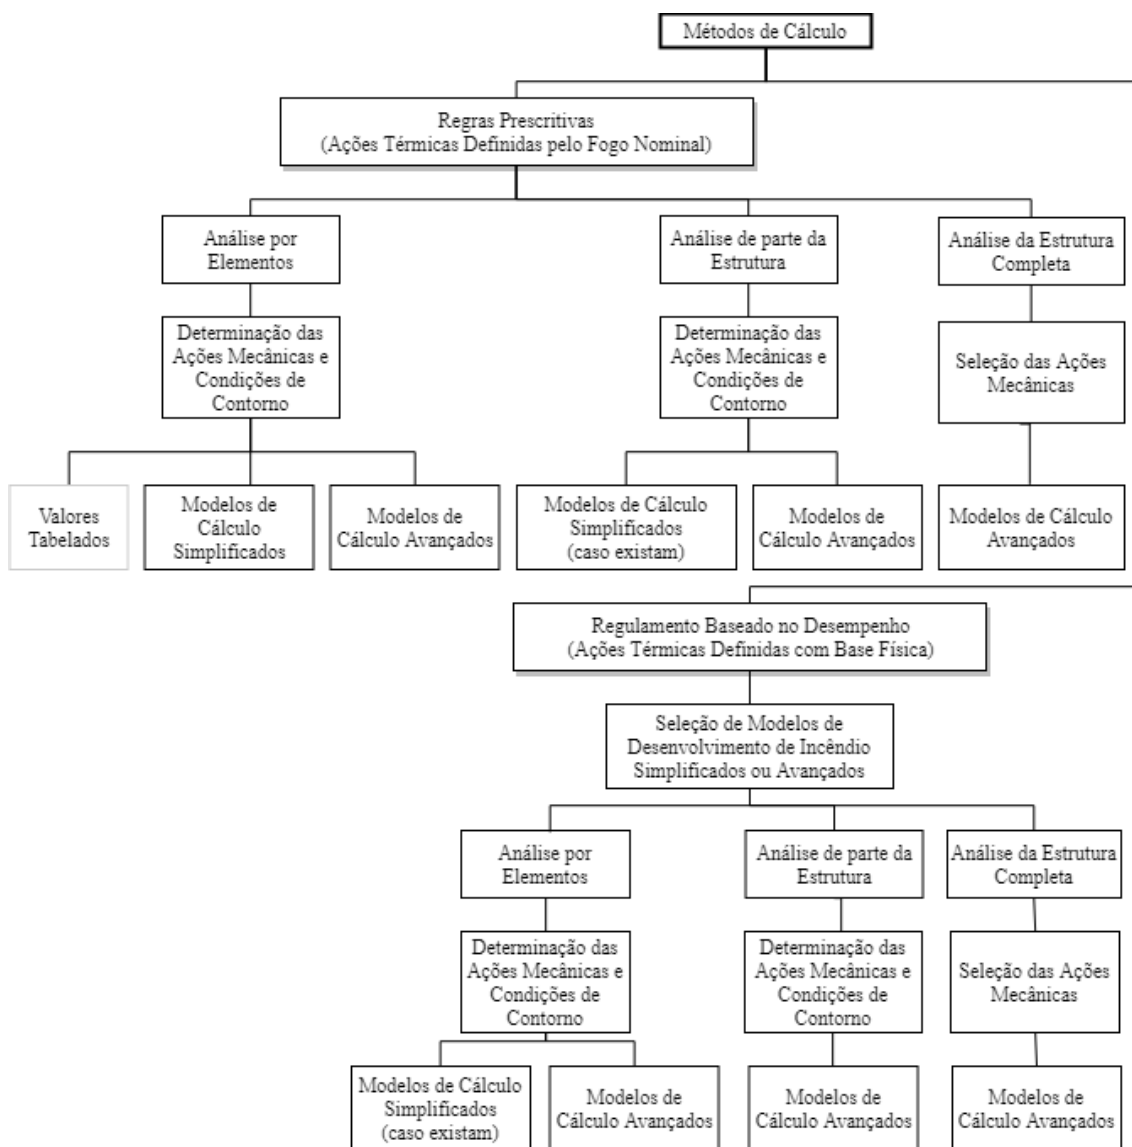 Métodos de Cálculo
Regras Prescritivas
(Ações Térmicas Definidas pelo Fogo Nominal)
Análise por
Elementos
Análise de parte da
Estrutura
Análise da Estrutura
Completa
Determinação das
Ações Mecânicas e
Condições de
Contorno
Determinação das
Ações Mecânicas e
Condições de
Contorno
Seleção das Ações
Mecânicas
Valores
Tabelados
Modelos de
Cálculo
Simplificados
Modelos de
Cálculo Avançados
Modelos de Cálculo
Simplificados
(caso existam)
Modelos de
Cálculo Avançados
Modelos de Cálculo
Avançados
Regulamento Baseado no Desempenho
(Ações Térmicas Definidas com Base Física)
Seleção de Modelos de
Desenvolvimento de Incêndio
Simplificados ou Avançados
Análise por
Elementos
Análise de parte da
Estrutura
Análise da Estrutura
Completa
Determinação das
Ações Mecânicas e
Condições de
Contorno
Determinação das
Ações Mecânicas e
Condições de
Contorno
Seleção das Ações
Mecânicas
Modelos de Cálculo
Simplificados
(caso existam)
Modelos de
Cálculo Avançados
Modelos de
Cálculo Avançados
Modelos de
Cálculo Avançados